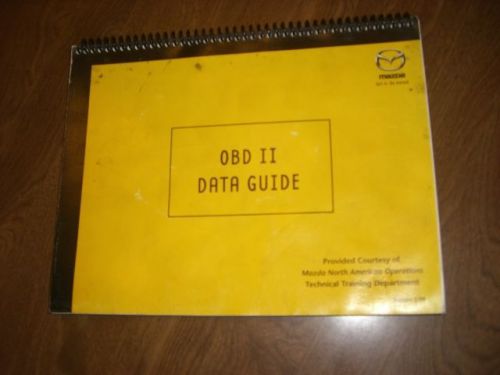 mazda
OBD II
DATA GUIDE
Provided Courtesy of
Mazda North American Operations
Technical Training Department